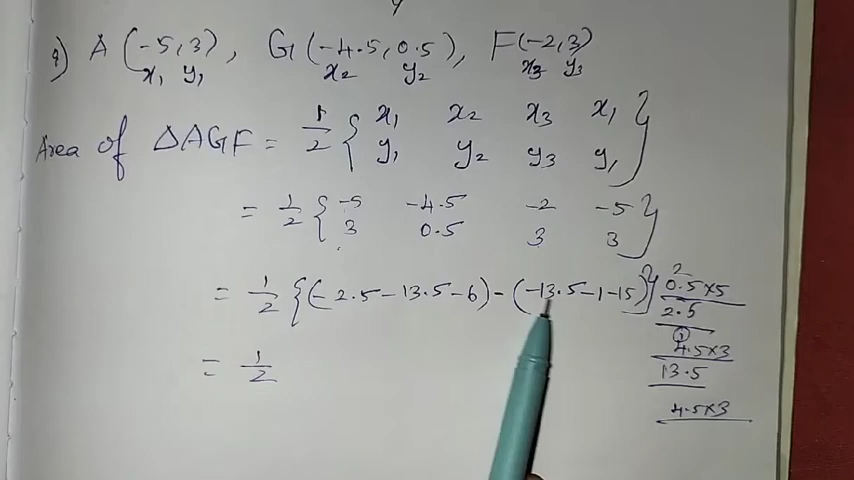 9) A (-5,3), G(-4.5,0.5), F(-2,3)
x₁ y₁ x₂ y₂ x₃ y₃
Area of ΔAGF = 1/2 { x₁ x₂ x₃ x₁
y₁ y₂ y₃ y₁ }
= 1/2 { -5 -4.5 -2 -5
3 0.5 3 3 }
= 1/2 {(-2.5-13.5-6)-(-13.5-1-15)}
= 1/2
2
0.5×5
2.5
1
4.5×3
13.5
4.5×3